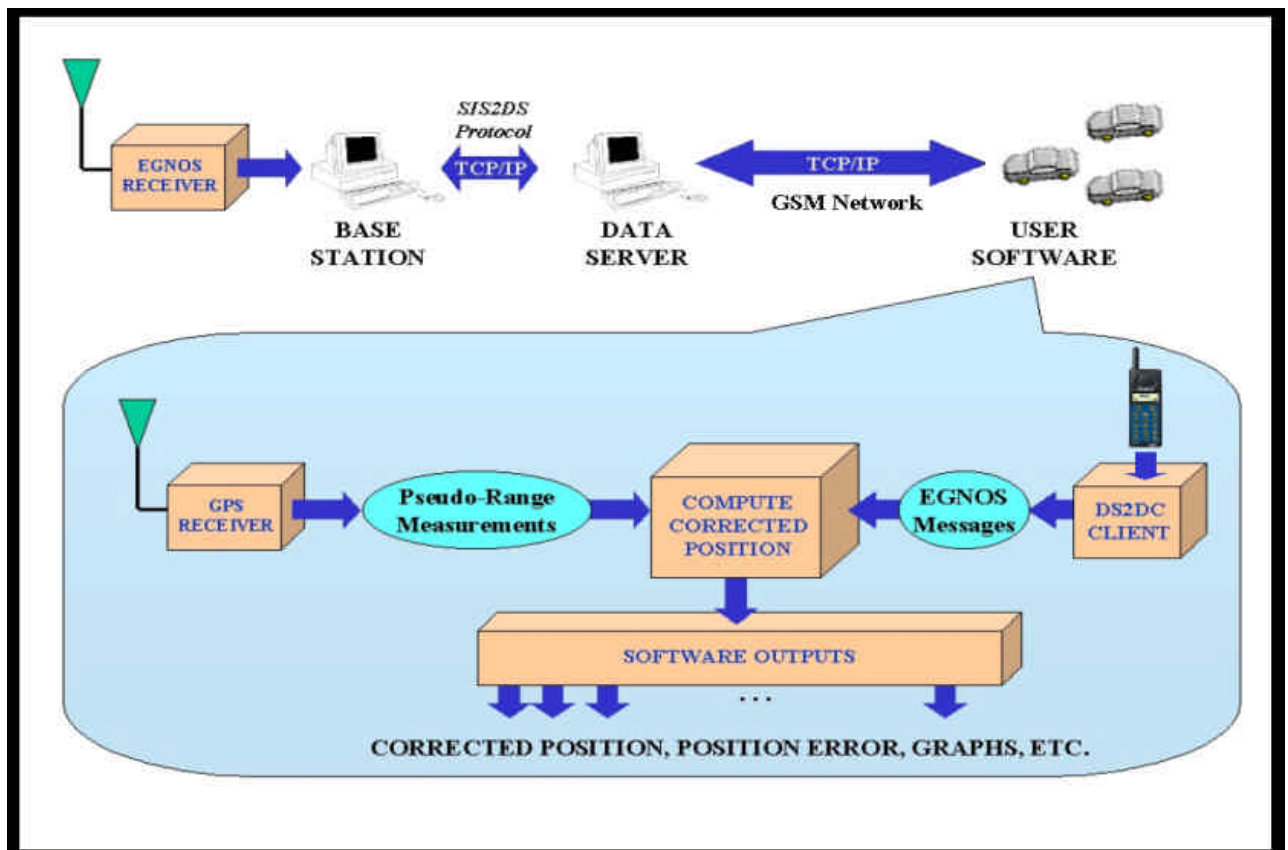 SIS2DS
Protocol
EGNOS
RECEIVER
TCP/IP
TCP/IP
GSM Network
BASE
STATION
DATA
SERVER
USER
SOFTWARE
GPS
RECEIVER
Pseudo-Range
Measurements
COMPUTE
CORRECTED
POSITION
EGNOS
Messages
DS2DC
CLIENT
SOFTWARE OUTPUTS
...
CORRECTED POSITION, POSITION ERROR, GRAPHS, ETC.